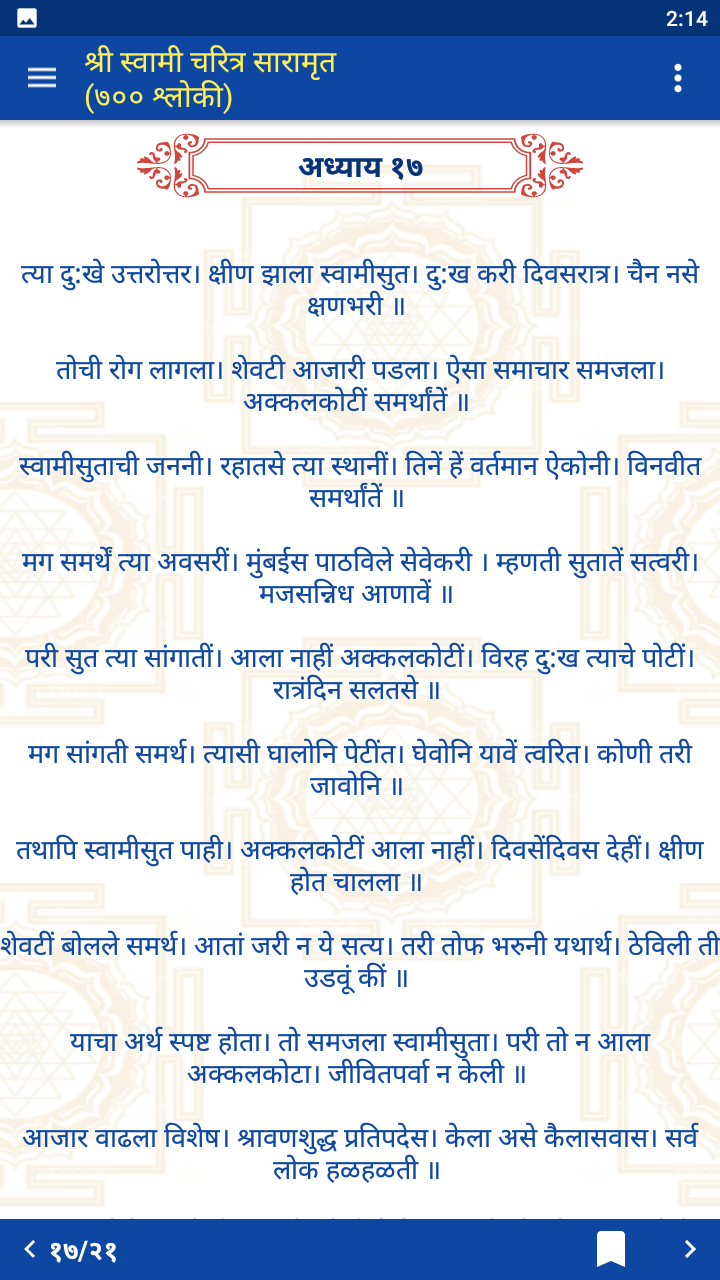 2:14
श्री स्वामी चरित्र सारामृत
(७०० श्लोकी)
अध्याय १७
त्या दु:खे उत्तरोत्तर। क्षीण झाला स्वामीसुत। दु:ख करी दिवसरात्र। चैन नसे
क्षणभरी ॥
तोची रोग लागला। शेवटी आजारी पडला। ऐसा समाचार समजला।
अक्कलकोटीं समर्थांतें ॥
स्वामीसुताची जननी। रहातसे त्या स्थानीं। तिनें हें वर्तमान ऐकोनी। विनवीत
समर्थांतें ॥
मग समर्थें त्या अवसरीं। मुंबईस पाठविले सेवेकरी । म्हणती सुतातें सत्वरी।
मजसन्निध आणावें ॥
परी सुत त्या सांगातीं। आला नाहीं अक्कलकोटीं। विरह दु:ख त्याचे पोटीं।
रात्रंदिन सलतसे ॥
मग सांगती समर्थ। त्यासी घालोनि पेटींत। घेवोनि यावें त्वरित। कोणी तरी
जावोनि ॥
तथापि स्वामीसुत पाही। अक्कलकोटीं आला नाहीं। दिवसेंदिवस देहीं। क्षीण
होत चालला ॥
शेवटीं बोलले समर्थ। आतां जरी न ये सत्य। तरी तोफ भरुनी यथार्थ। ठेविली ती
उडवूं कीं ॥
याचा अर्थ स्पष्ट होता। तो समजला स्वामीसुता। परी तो न आला
अक्कलकोटा। जीवितपर्वा न केली ॥
आजार वाढला विशेष। श्रावणशुद्ध प्रतिपदेस। केला असे कैलासवास। सर्व
लोक हळहळती ॥
१७/२१